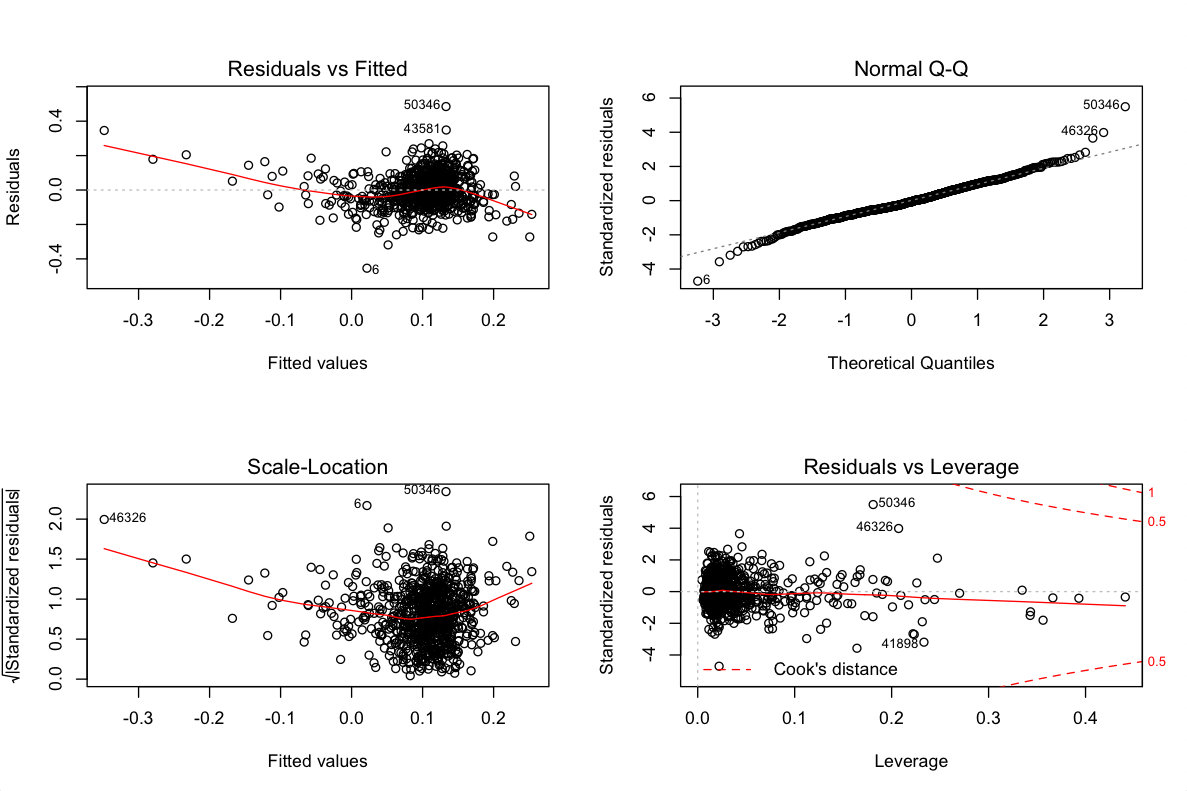 Residuals vs Fitted
Residuals
0.4
0.0
-0.4
50346
43581
6
-0.3 -0.2 -0.1 0.0 0.1 0.2
Fitted values
Normal Q-Q
Standardized residuals
6
4
2
0
-2
-4
50346
46326
6
-3 -2 -1 0 1 2 3
Theoretical Quantiles
Scale-Location
√|Standardized residuals|
2.0
1.5
1.0
0.5
0.0
50346
6
46326
-0.3 -0.2 -0.1 0.0 0.1 0.2
Fitted values
Residuals vs Leverage
Standardized residuals
6
4
2
0
-2
-4
1
0.5
50346
46326
41898
0.5
Cook's distance
0.0 0.1 0.2 0.3 0.4
Leverage